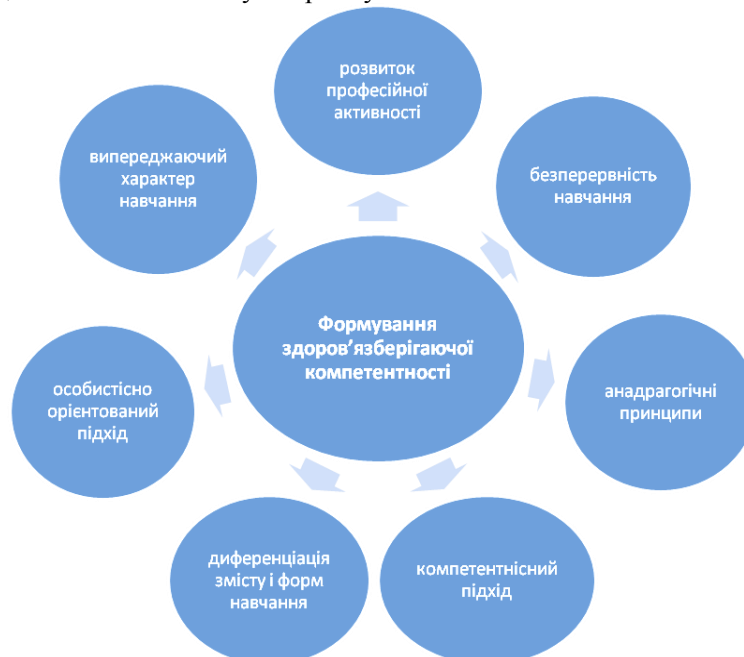 розвиток
професійної
активності
безперервність
навчання
анадрагогічні
принципи
компетентнісний
підхід
диференціація
змісту і форм
навчання
особистісно
орієнтований
підхід
випереджаючий
характер
навчання
Формування
здоров’язберігаючої
компетентності